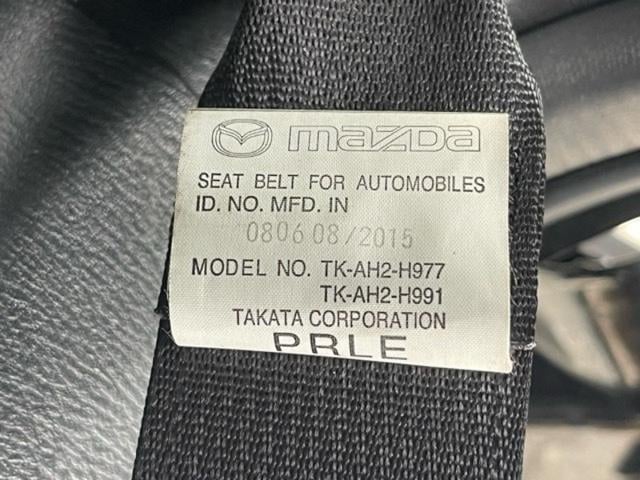 mazda
SEAT BELT FOR AUTOMOBILES
ID. NO. MFD. IN
0806 08/2015
MODEL NO. TK-AH2-H977
TK-AH2-H991
TAKATA CORPORATION
PRLE